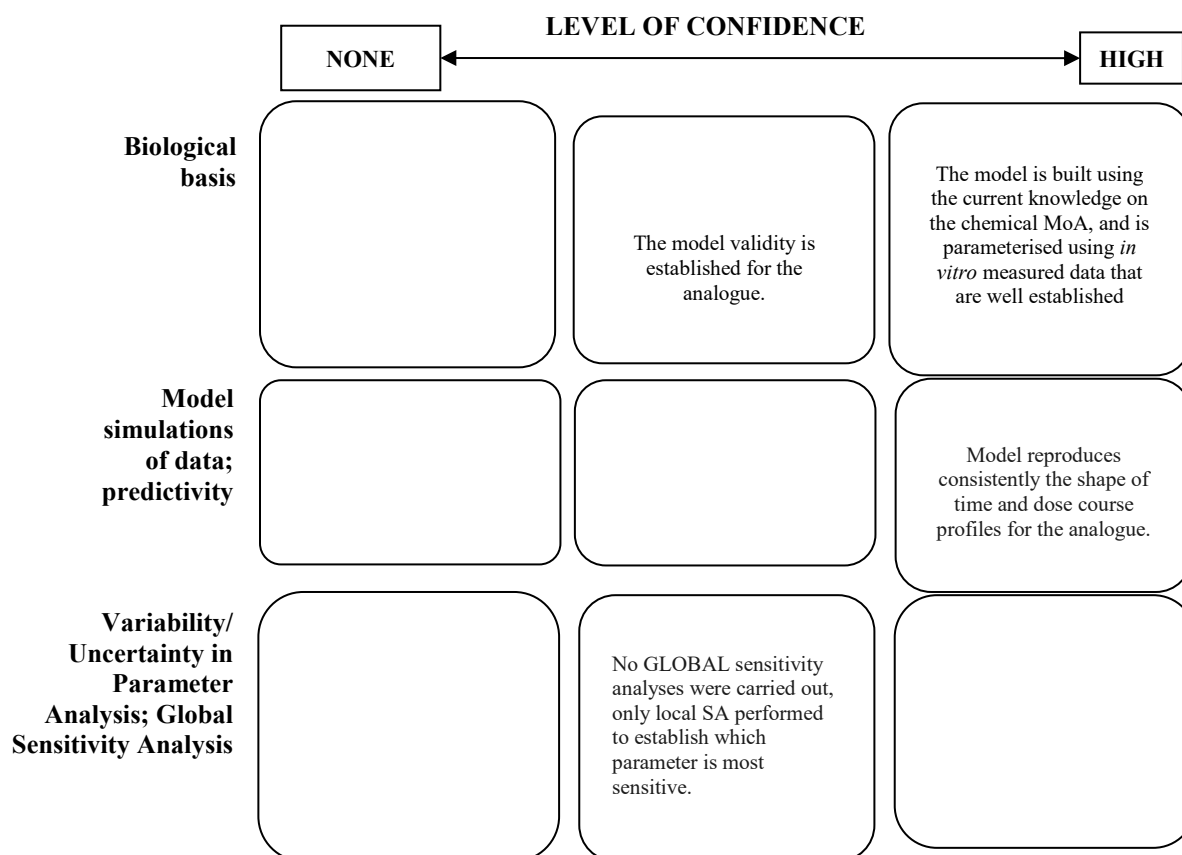 LEVEL OF CONFIDENCE
NONE
HIGH
Biological
basis
The model validity is
established for the
analogue.
The model is built using
the current knowledge on
the chemical MoA, and is
parameterised using in
vitro measured data that
are well established
Model
simulations
of data;
predictivity
Model reproduces
consistently the shape of
time and dose course
profiles for the analogue.
Variability/
Uncertainty in
Parameter
Analysis; Global
Sensitivity Analysis
No GLOBAL sensitivity
analyses were carried out,
only local SA performed
to establish which
parameter is most
sensitive.